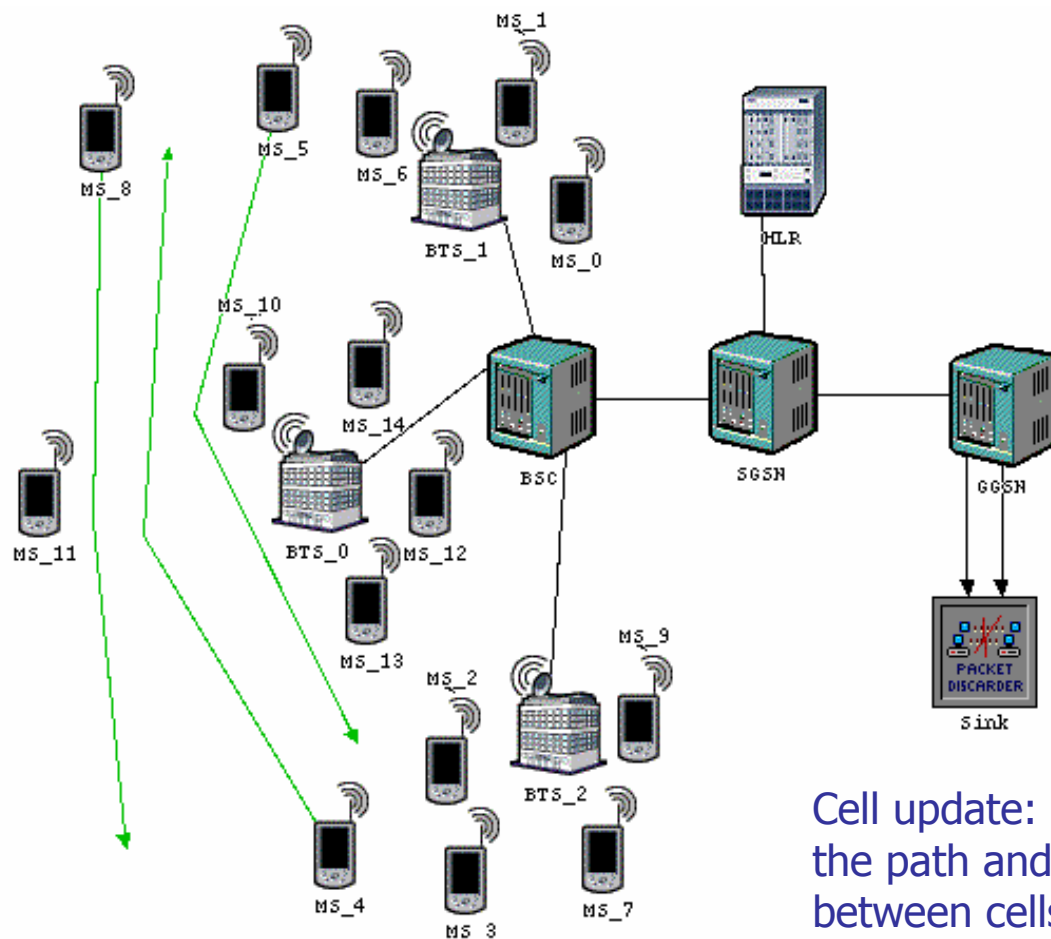 MS_1
MS_8
MS_5
MS_6
BTS_1
MS_0
HLR
MS_10
MS_14
BSC
SGSN
GGSN
MS_11
BTS_0
MS_12
MS_13
MS_2
MS_9
PACKET
DISCARDER
Sink
BTS_2
MS_4
MS_3
MS_7
Cell update:
the path and
between cells